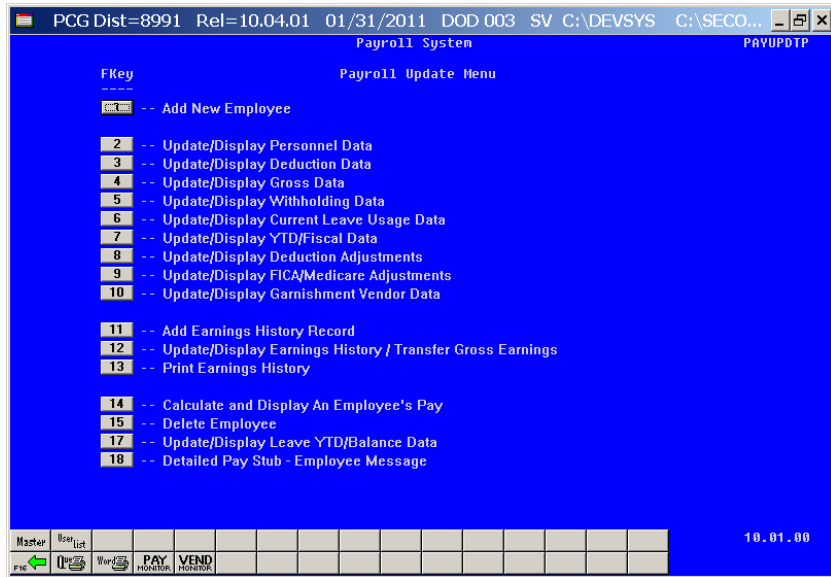 PCG Dist=8991 Rel=10.04.01 01/31/2011 DOD 003 SV C:\DEVSYS C:\SECO...
Payroll System PAYUPDTP
FKey Payroll Update Menu
----
1 -- Add New Employee
2 -- Update/Display Personnel Data
3 -- Update/Display Deduction Data
4 -- Update/Display Gross Data
5 -- Update/Display Withholding Data
6 -- Update/Display Current Leave Usage Data
7 -- Update/Display YTD/Fiscal Data
8 -- Update/Display Deduction Adjustments
9 -- Update/Display FICA/Medicare Adjustments
10 -- Update/Display Garnishment Vendor Data
11 -- Add Earnings History Record
12 -- Update/Display Earnings History / Transfer Gross Earnings
13 -- Print Earnings History
14 -- Calculate and Display An Employee's Pay
15 -- Delete Employee
17 -- Update/Display Leave YTD/Balance Data
18 -- Detailed Pay Stub - Employee Message
Master User list 10.01.00
F16 Que Word PAY MONITOR VEND MONITOR